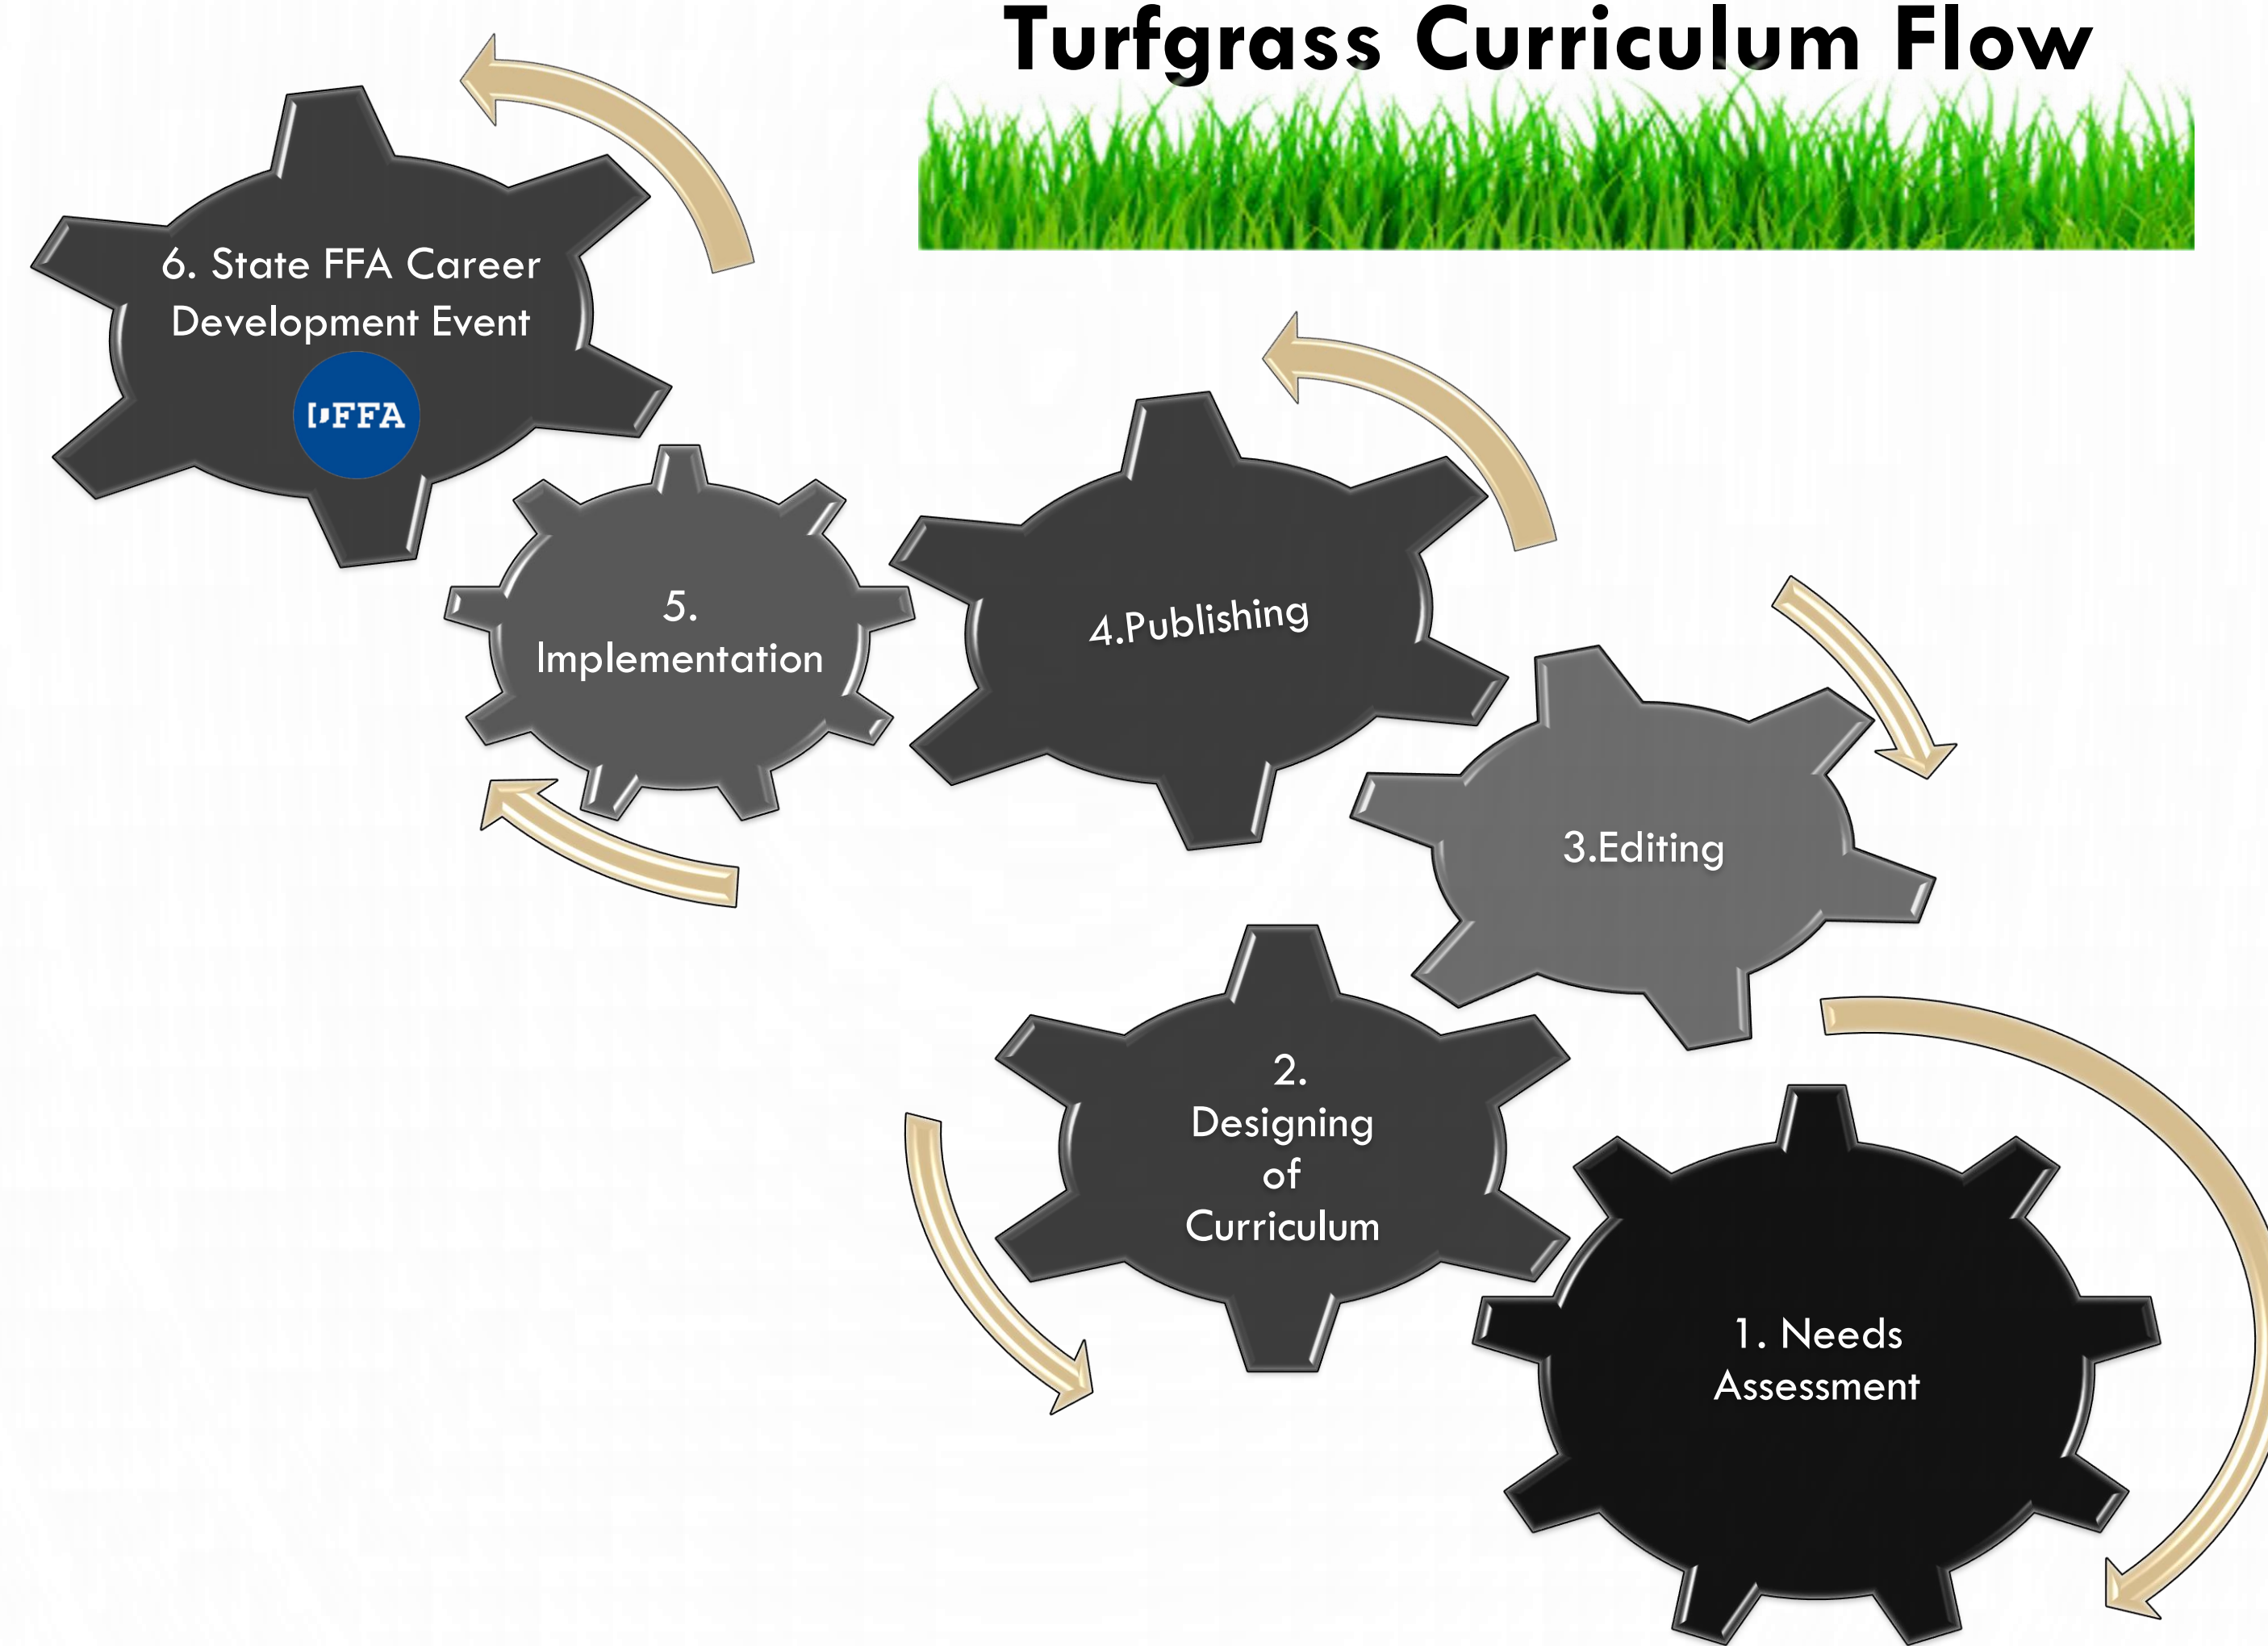 Turfgrass Curriculum Flow
6. State FFA Career
Development Event
FFA
5.
Implementation
4.Publishing
3.Editing
2.
Designing
of
Curriculum
1. Needs
Assessment